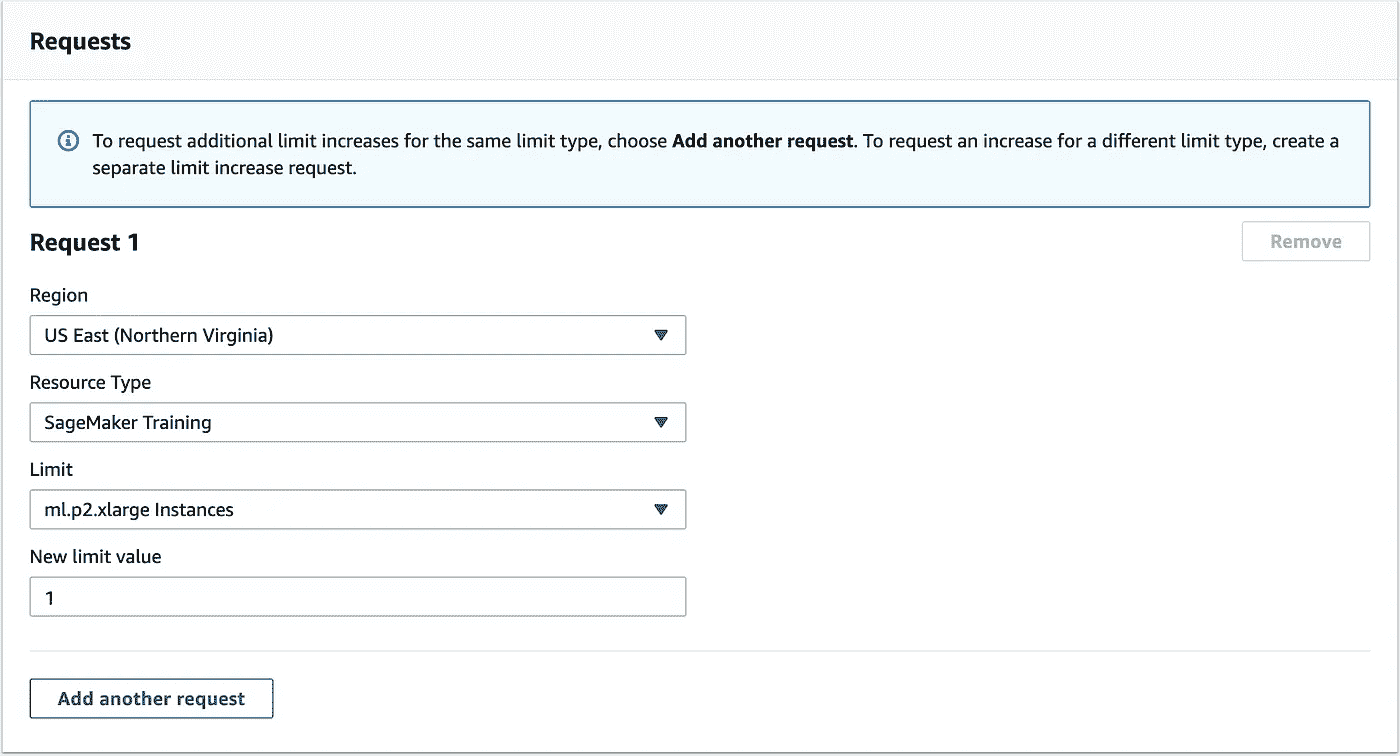 Requests
To request additional limit increases for the same limit type, choose Add another request. To request an increase for a different limit type, create a
separate limit increase request.
Request 1
Remove
Region
US East (Northern Virginia)
Resource Type
SageMaker Training
Limit
ml.p2.xlarge Instances
New limit value
1
Add another request